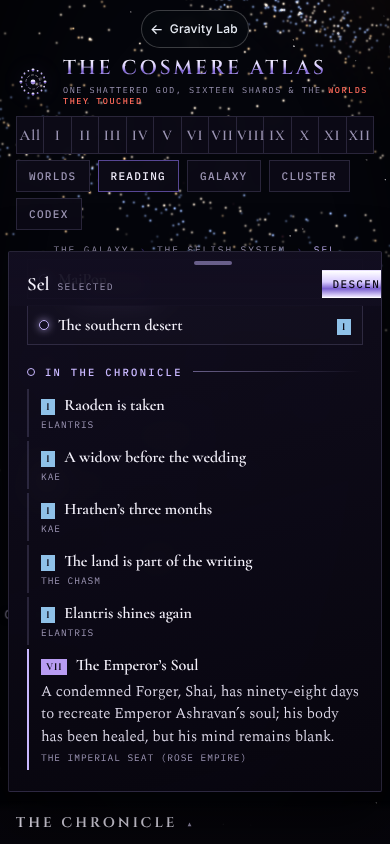 ← Gravity Lab
THE COSMERE ATLAS
ONE SHATTERED GOD, SIXTEEN SHARDS & THE WORLDS
THEY TOUCHED
All I II III IV V VI VII VIII IX X XI XII
WORLDS READING GALAXY CLUSTER
CODEX
THE GALAXY · THE SELISH SYSTEM · SEL
Sel SELECTED
DESCEN
The southern desert I
IN THE CHRONICLE
I Raoden is taken
ELANTRIS
I A widow before the wedding
KAE
I Hrathen’s three months
KAE
I The land is part of the writing
THE CHASM
I Elantris shines again
ELANTRIS
VII The Emperor’s Soul
A condemned Forger, Shai, has ninety-eight days
to recreate Emperor Ashravan’s soul; his body
has been healed, but his mind remains blank.
THE IMPERIAL SEAT (ROSE EMPIRE)
THE CHRONICLE ▲